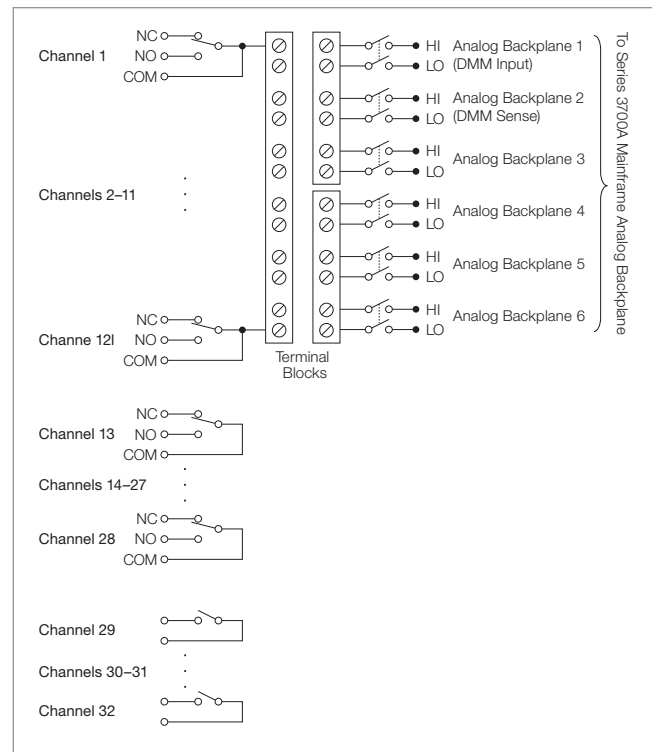 NC
Channel 1
NO
COM
HI Analog Backplane 1
LO (DMM Input)
HI Analog Backplane 2
LO (DMM Sense)
HI
Analog Backplane 3
LO
Channels 2–11
HI
Analog Backplane 4
LO
HI
Analog Backplane 5
LO
NC
Channe 12l
NO
COM
HI
Analog Backplane 6
LO
To Series 3700A Mainframe Analog Backplane
Terminal
Blocks
NC
Channel 13 NO
COM
Channels 14–27
NC
Channel 28 NO
COM
Channel 29
Channels 30–31
Channel 32